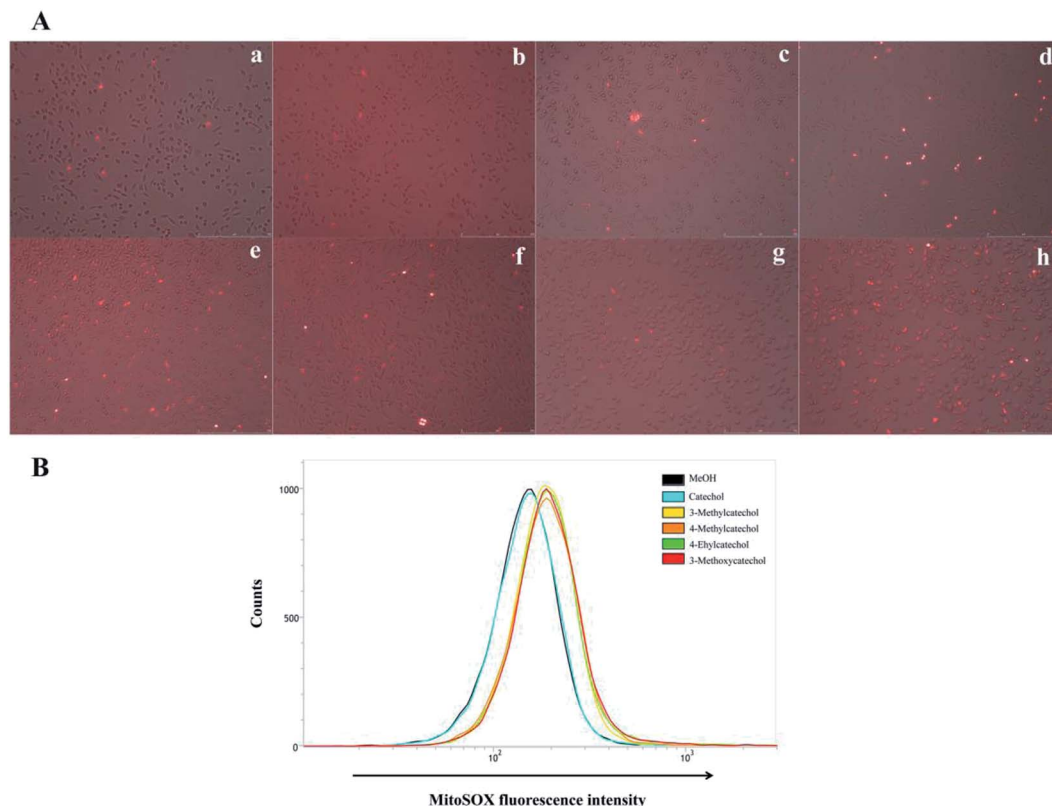 A
a b c d
e f g h
B
1000
MeOH
Catechol
3-Methylcatechol
4-Methylcatechol
4-Ehylcatechol
3-Methoxycatechol
500
Counts
0
10² 10³
MitoSOX fluorescence intensity